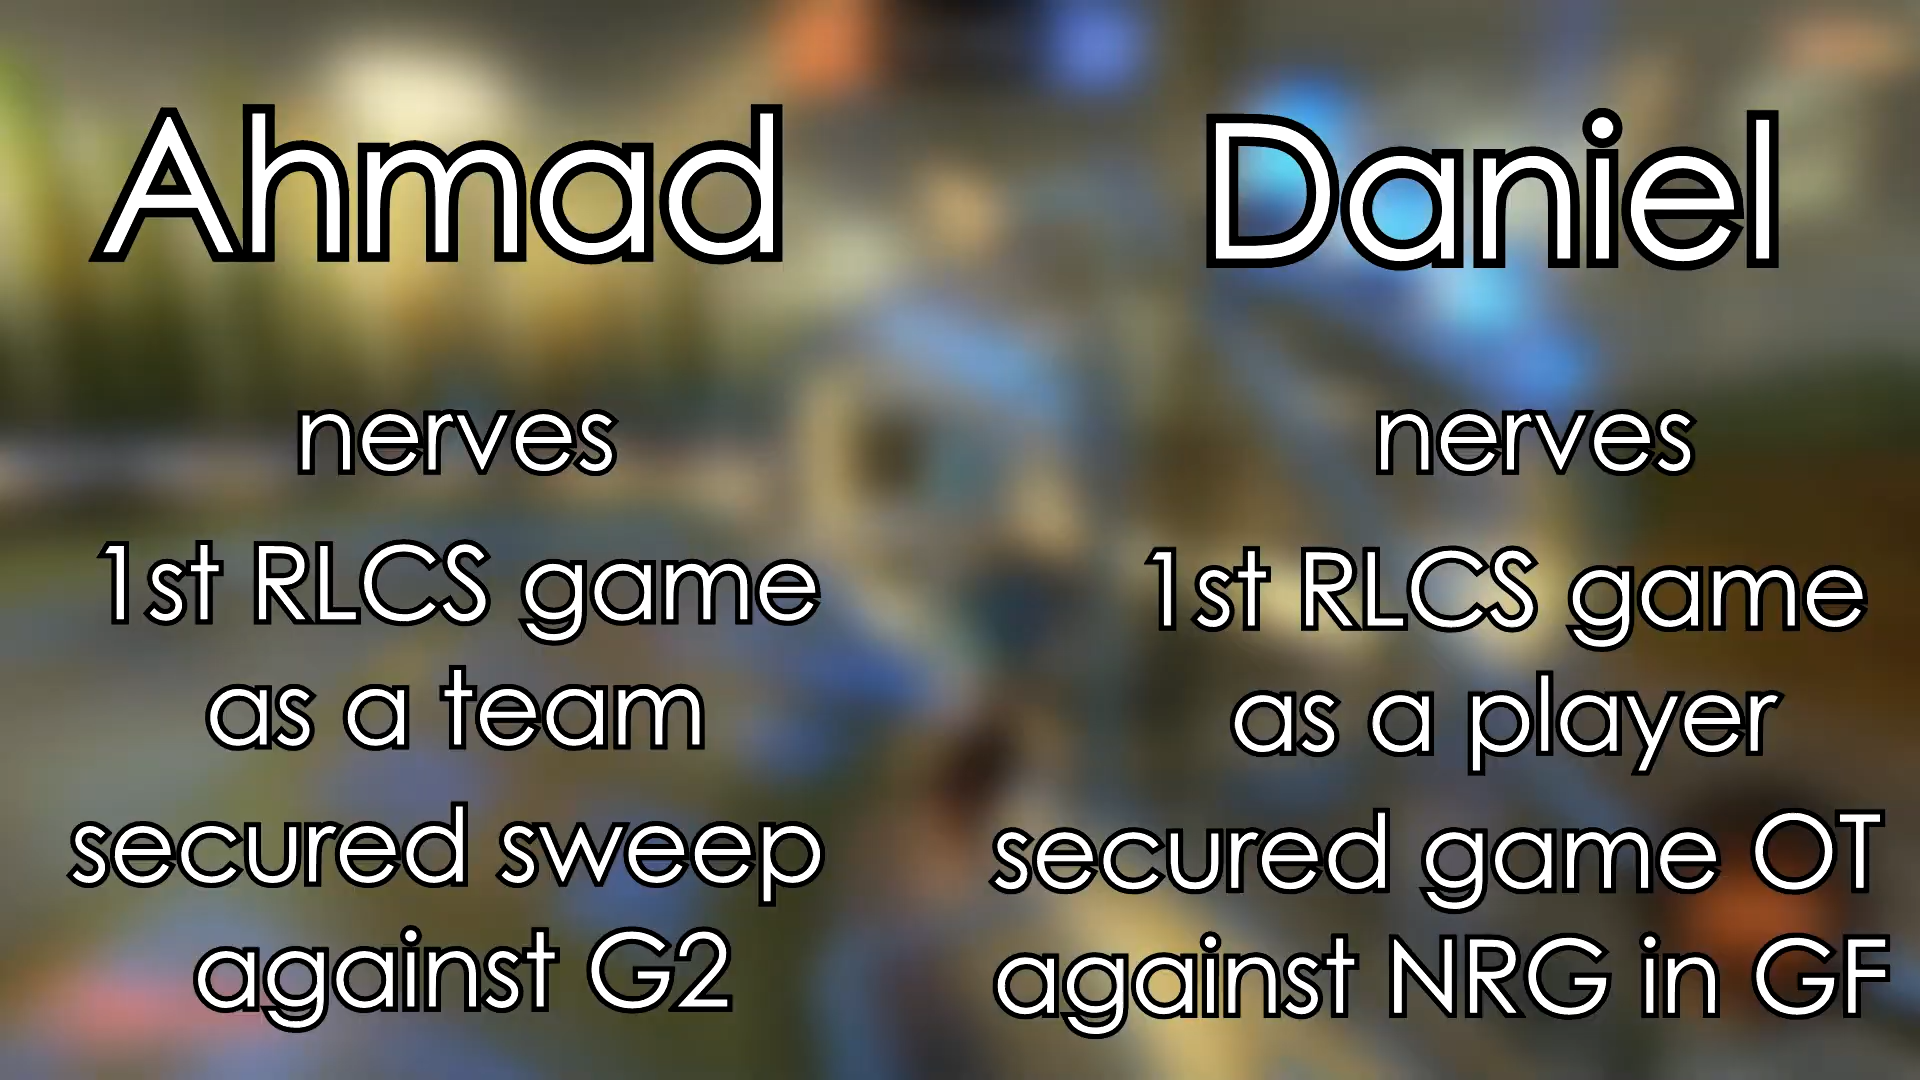 Ahmad
nerves
1st RLCS game
as a team
secured sweep
against G2
Daniel
nerves
1st RLCS game
as a player
secured game OT
against NRG in GF